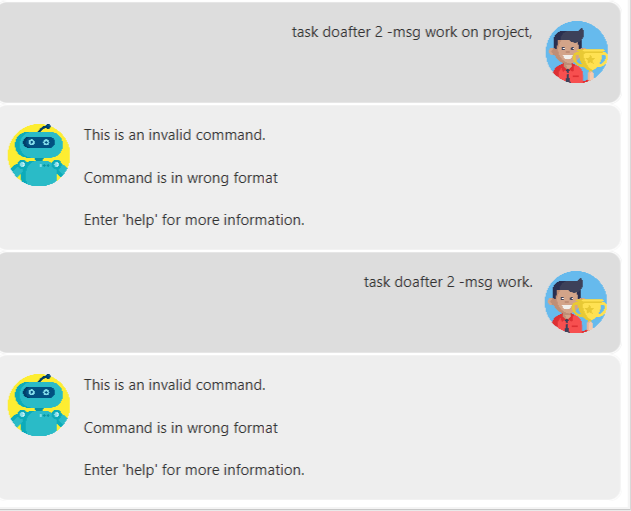 task doafter 2 -msg work on project,
This is an invalid command.
Command is in wrong format
Enter 'help' for more information.
task doafter 2 -msg work.
This is an invalid command.
Command is in wrong format
Enter 'help' for more information.